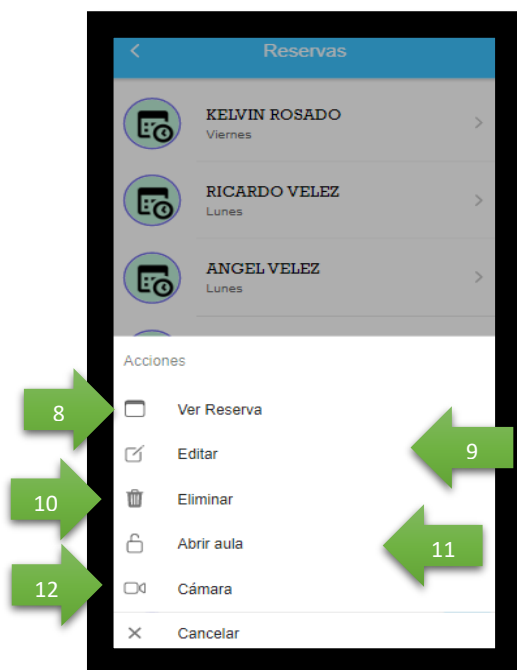 Reservas
KELVIN ROSADO
Viernes
RICARDO VELEZ
Lunes
ANGEL VELEZ
Lunes
Acciones
8
Ver Reserva
Editar
9
10
Eliminar
Abrir aula
11
12
Cámara
Cancelar